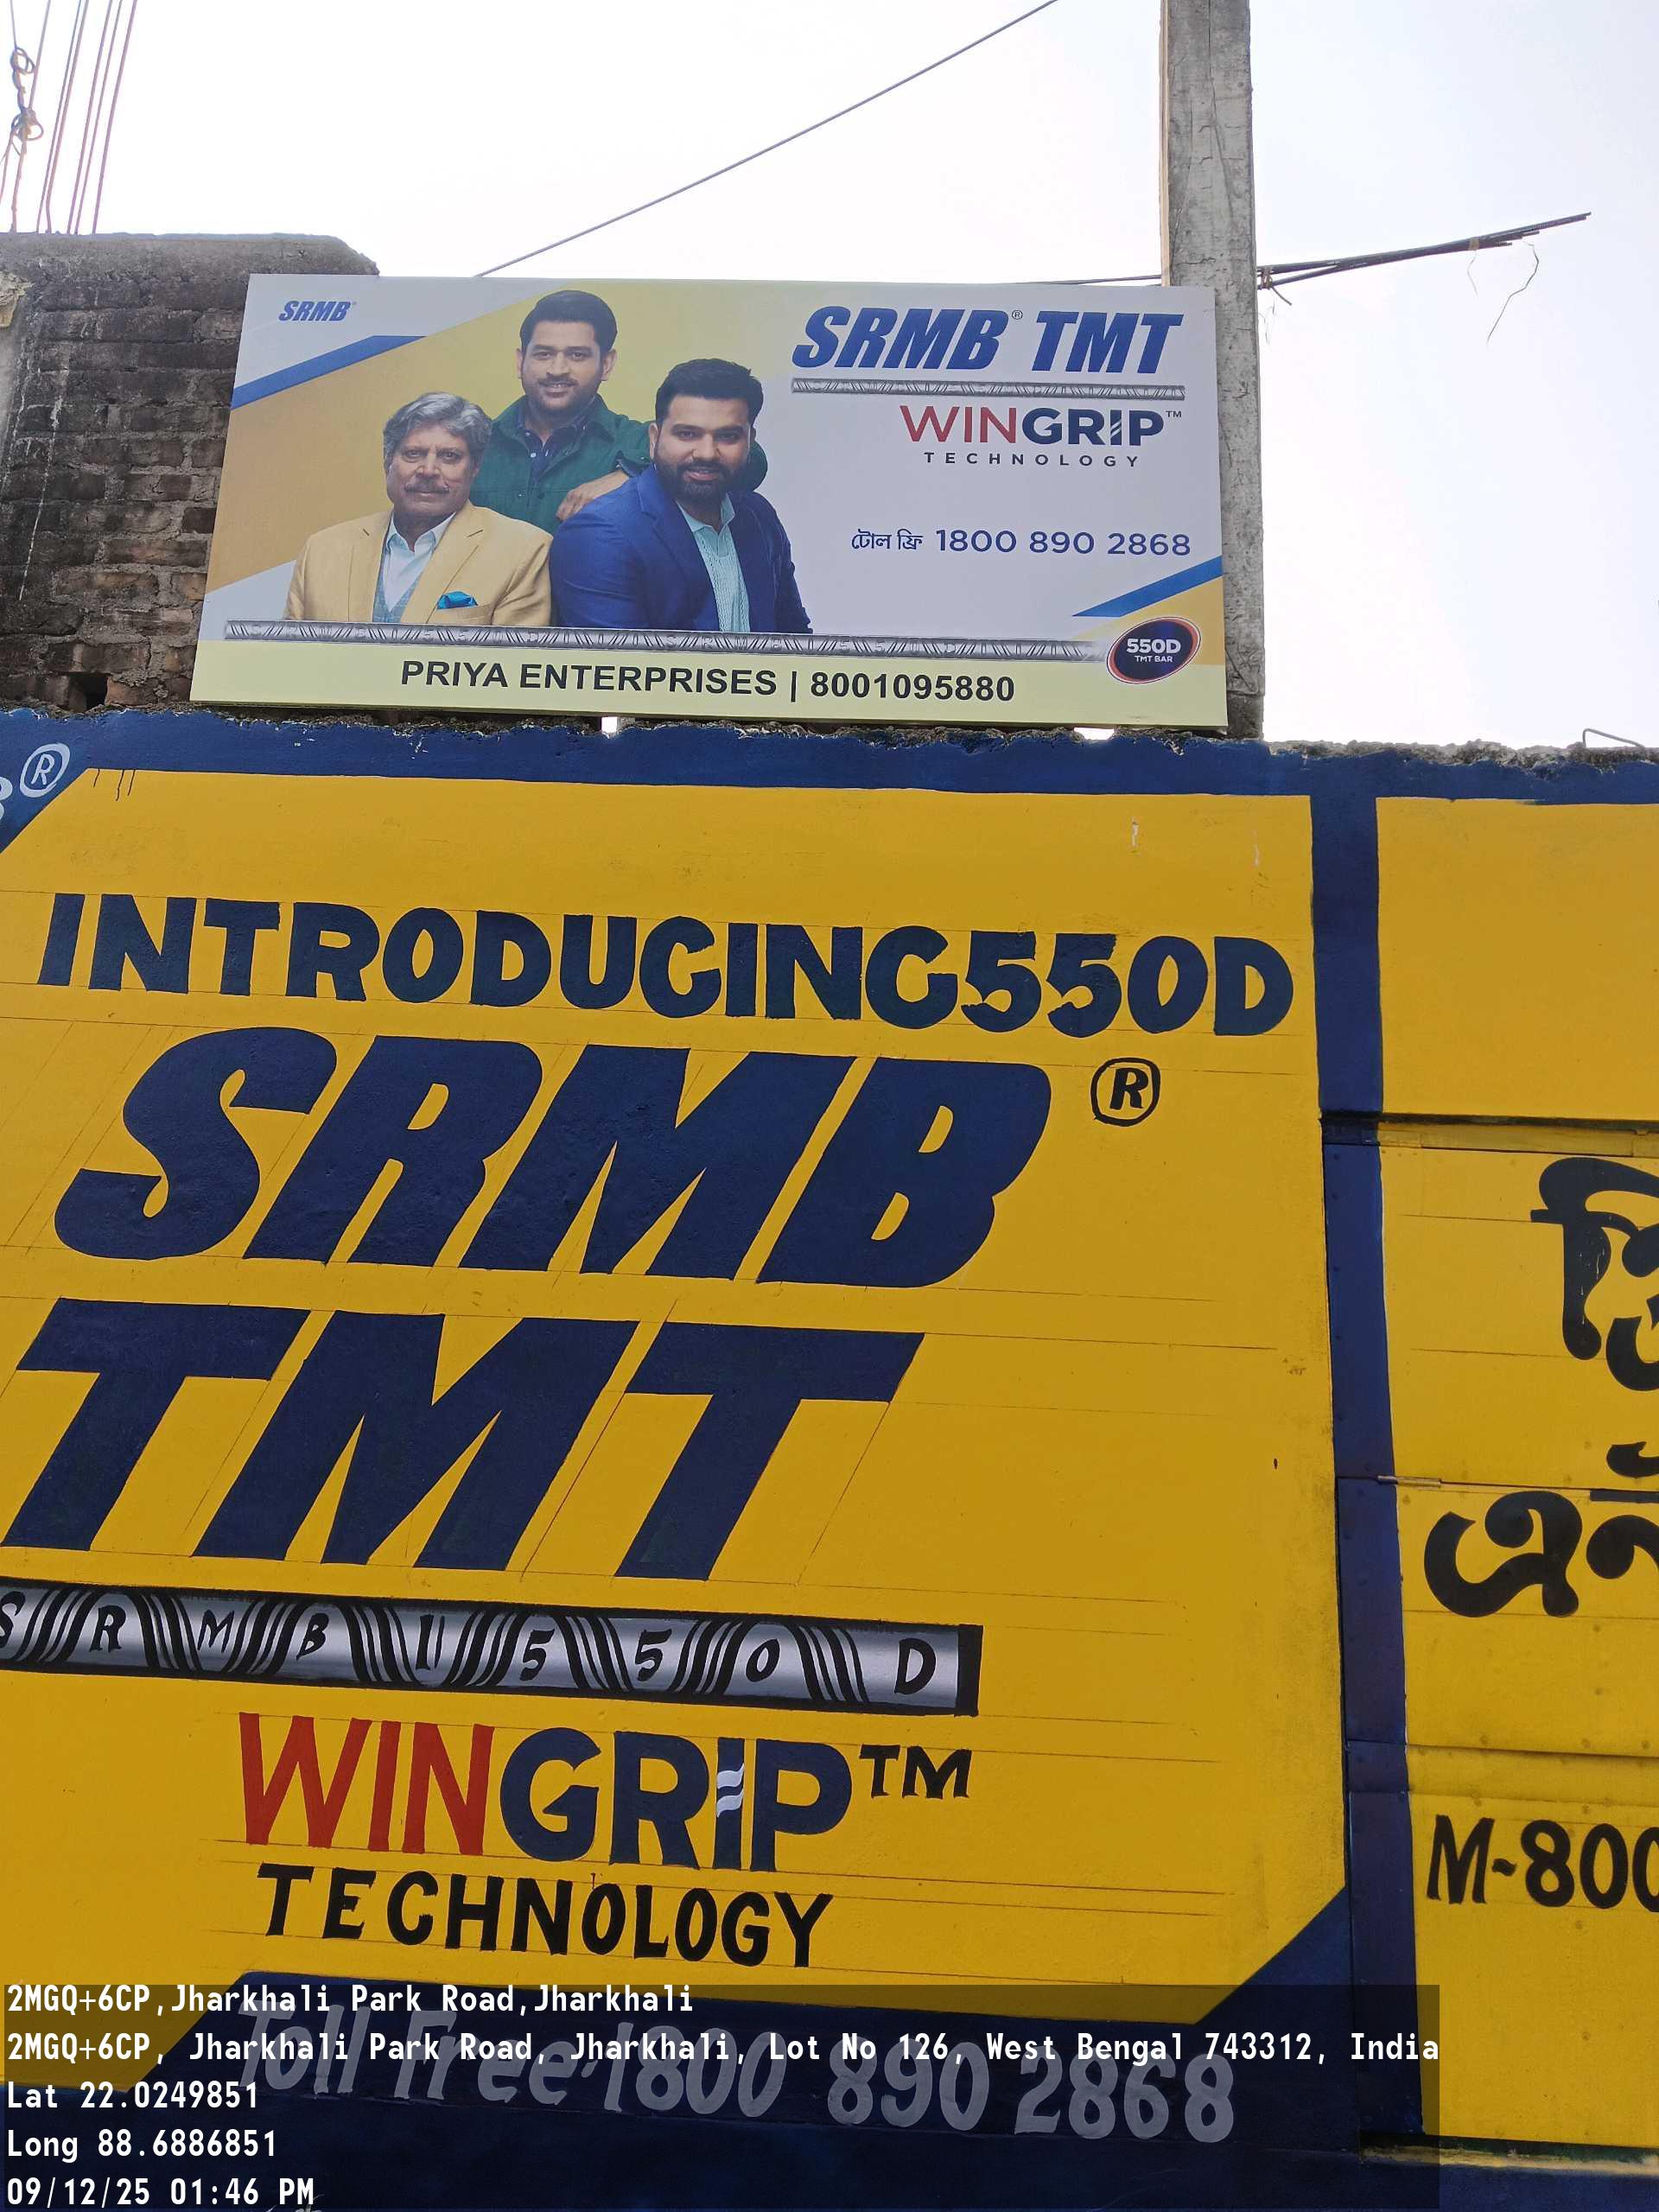 SRMB®
SRMB® TMT
WINGRIP™
TECHNOLOGY
টোল ফ্রি 1800 890 2868
550D
TMT BAR
PRIYA ENTERPRISES | 8001095880
®
INTRODUCING550D
SRMB®
TMT
SRMB 550D
WINGRIP™
TECHNOLOGY
Toll Free-1800 890 2868
M-800
2MGQ+6CP,Jharkhali Park Road,Jharkhali
2MGQ+6CP, Jharkhali Park Road, Jharkhali, Lot No 126, West Bengal 743312, India
Lat 22.0249851
Long 88.6886851
09/12/25 01:46 PM